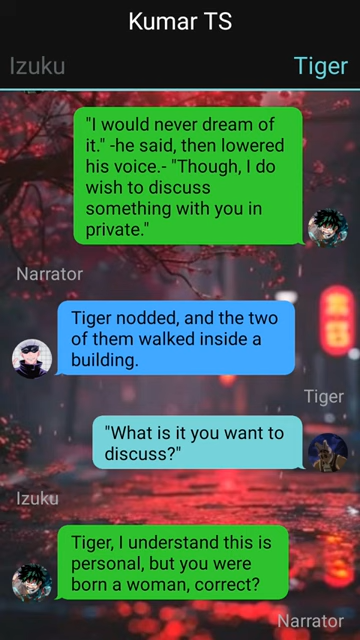 Kumar TS
Izuku
Tiger
"I would never dream of
it." -he said, then lowered
his voice.- "Though, I do
wish to discuss
something with you in
private."
Narrator
Tiger nodded, and the two
of them walked inside a
building.
Tiger
"What is it you want to
discuss?"
Izuku
Tiger, I understand this is
personal, but you were
born a woman, correct?
Narrator